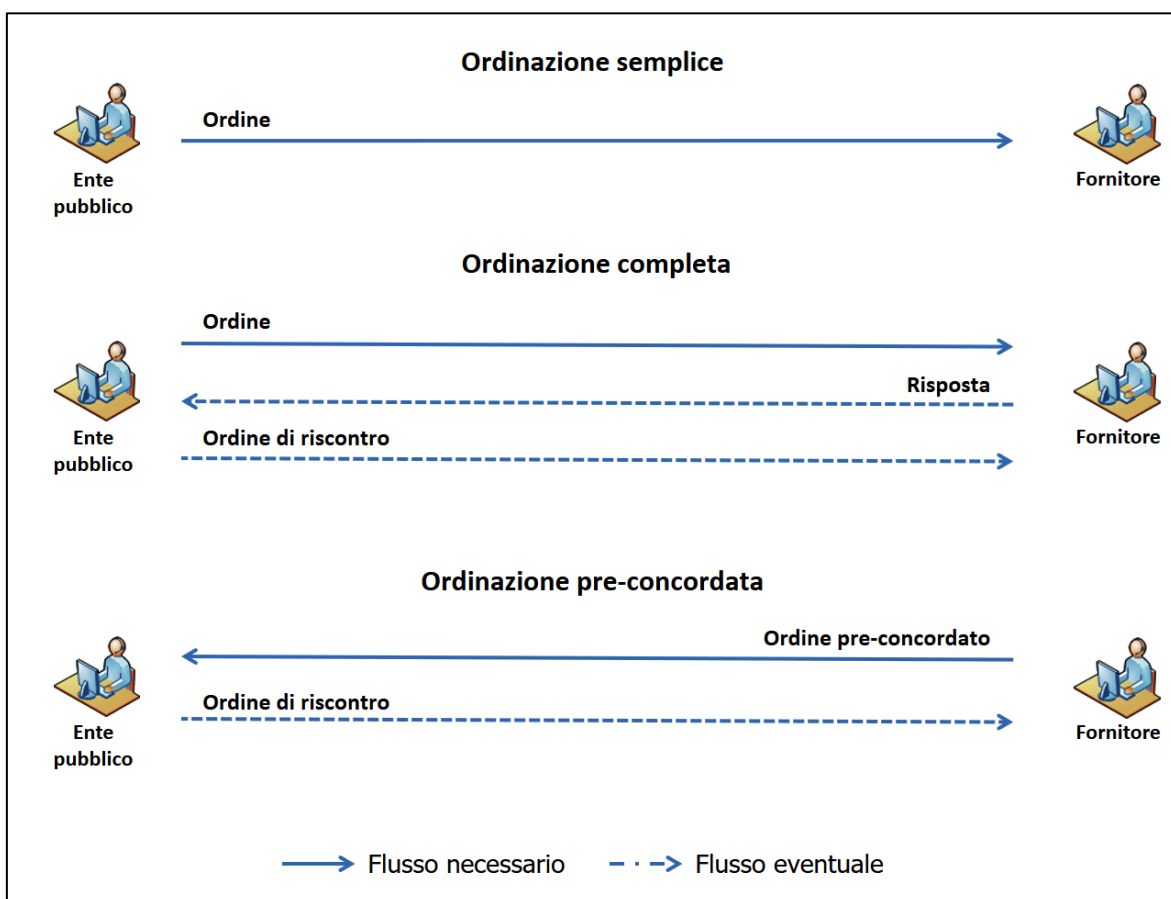 Ordinazione semplice
Ordine
Ente
pubblico
Fornitore
Ordinazione completa
Ordine
Risposta
Ente
pubblico
Ordine di riscontro
Fornitore
Ordinazione pre-concordata
Ordine pre-concordato
Ordine di riscontro
Ente
pubblico
Fornitore
Flusso necessario
Flusso eventuale